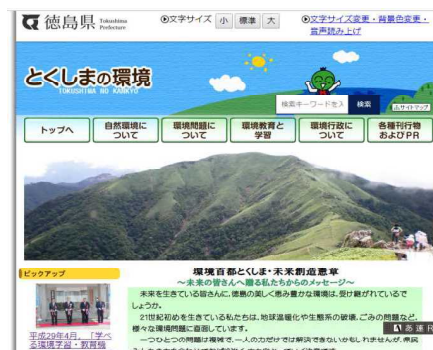 徳島県 Tokushima Prefecture
文字サイズ 小 標準 大
文字サイズ変更・背景色変更・
音声読み上げ
とくしまの環境
TOKUSHIMA NO KANKYO
検索キーワードを入 検索 サイトマップ
トップへ
自然環境に
ついて
環境問題に
ついて
環境教育と
学習
環境行政に
ついて
各種刊行物
およびPR
ピックアップ
平成29年4月、「学べ
る環境学習・教育機
環境首都とくしま・未来創造憲章
～未来の皆さんへ贈る私たちからのメッセージ～
未来を生きている皆さんに、徳島の美しく恵み豊かな環境は、受け継がれているで
しょうか。
21世紀初めを生きている私たちは、地球温暖化や生態系の破壊、ごみの問題など、
様々な環境問題に直面しています。
一つひとつの問題は複雑で、一人の力だけでは解決できないかもしれませんが、県民